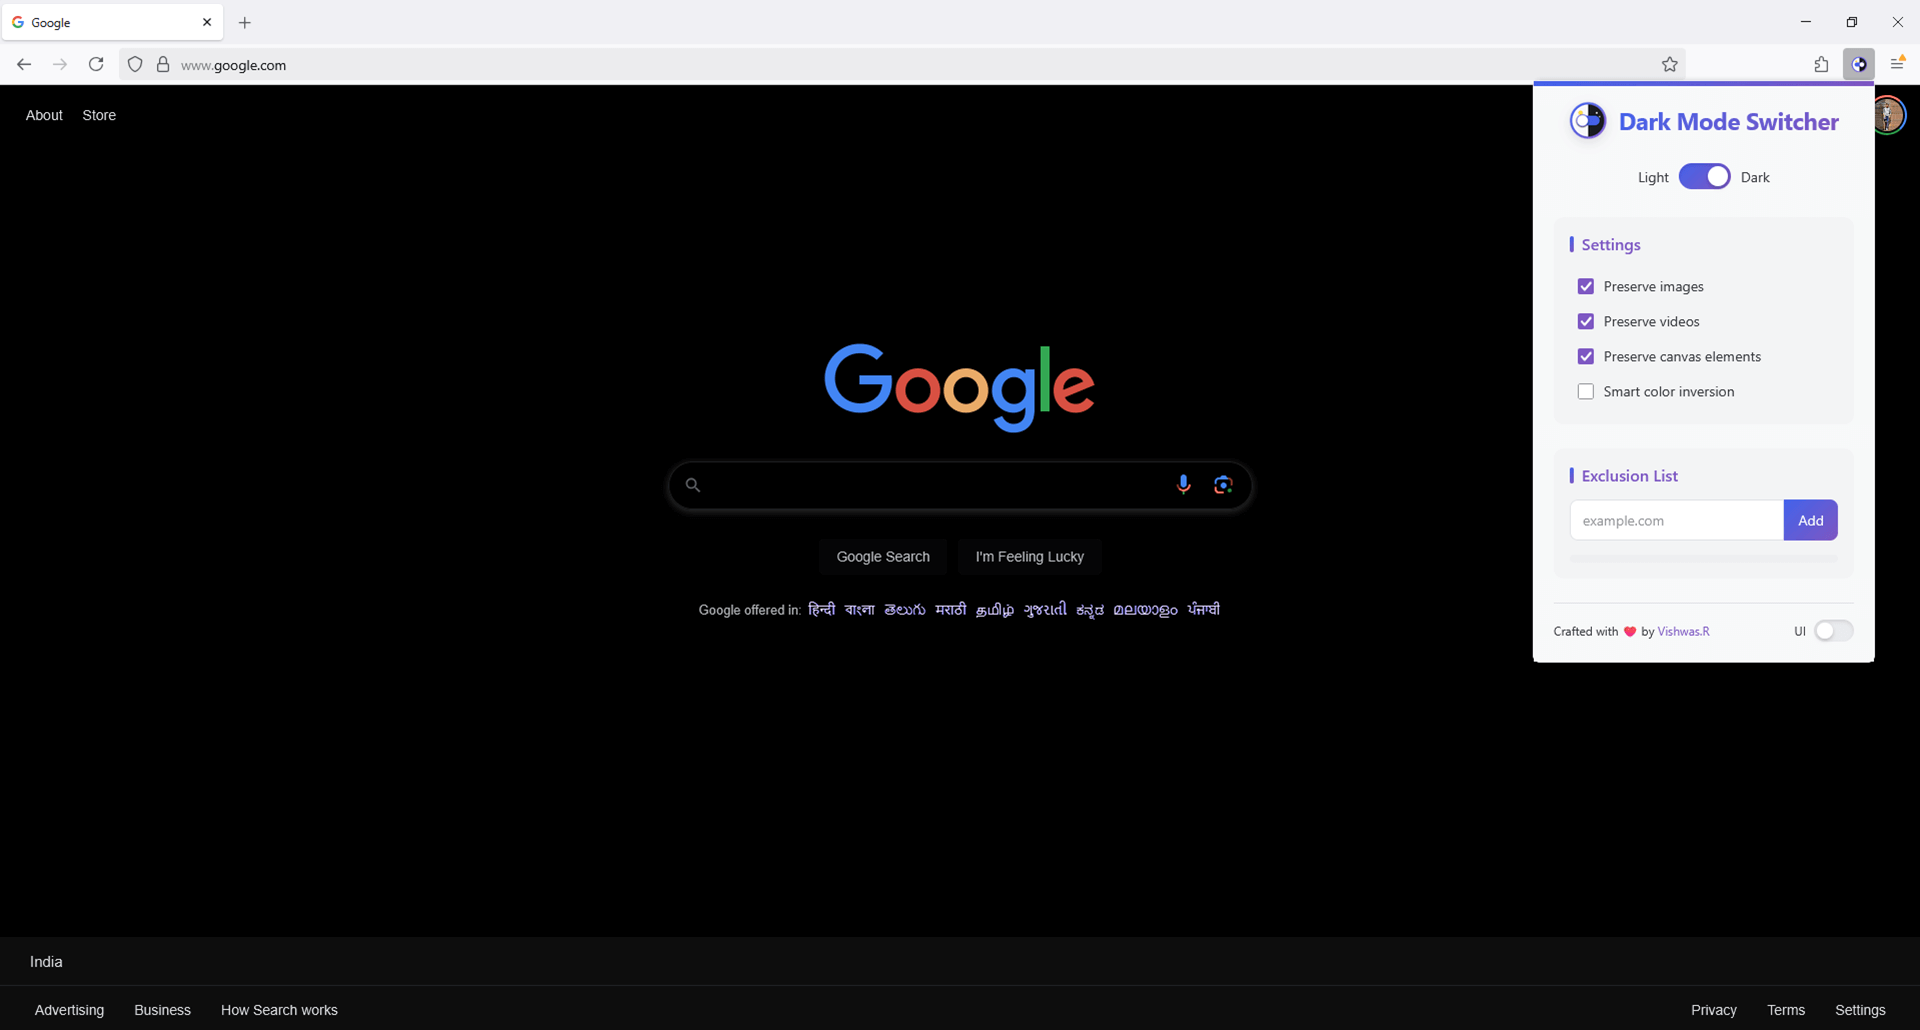 Google
www.google.com
About Store
Dark Mode Switcher
Light Dark
Settings
Preserve images
Preserve videos
Preserve canvas elements
Smart color inversion
Exclusion List
example.com Add
Crafted with ❤ by Vishwas.R UI
Google
Google Search I'm Feeling Lucky
Google offered in: हिन्दी বাংলা తెలుగు मराठी தமிழ் ગુજરાતી ಕನ್ನಡ മലയാളം ਪੰਜਾਬੀ
India
Advertising Business How Search works Privacy Terms Settings